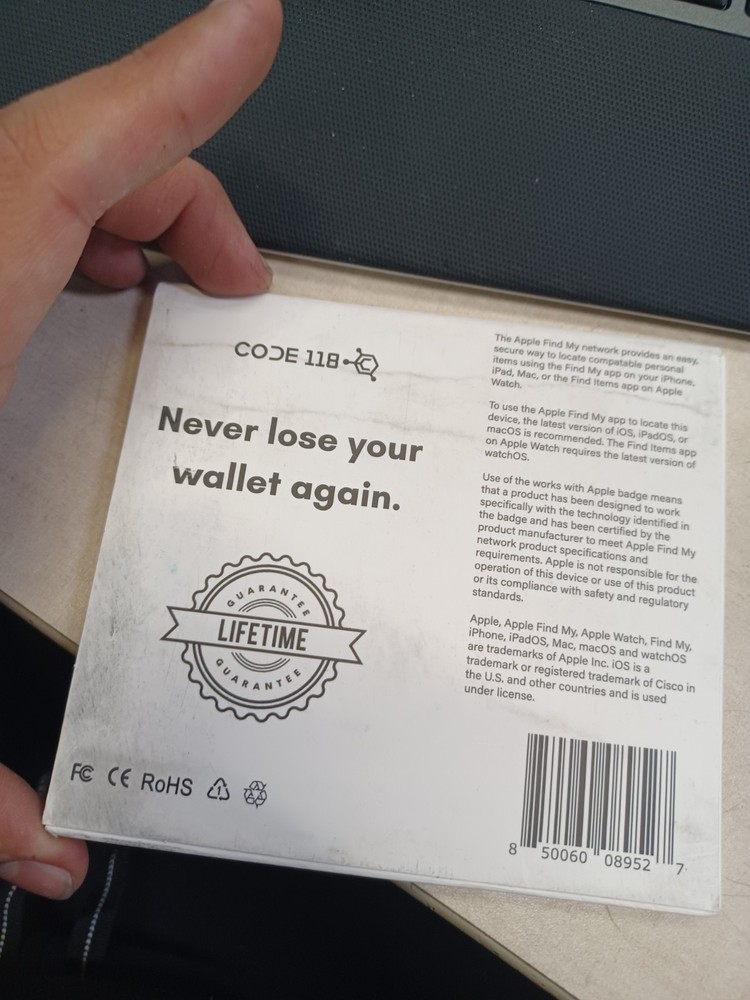 CODE 118
Never lose your
wallet again.
GUARANTEE
LIFETIME
GUARANTEE
FC CE RoHS
1
The Apple Find My network provides an easy,
secure way to locate compatable personal
items using the Find My app on your iPhone,
iPad, Mac, or the Find Items app on Apple
Watch.
To use the Apple Find My app to locate this
device, the latest version of iOS, iPadOS, or
macOS is recommended. The Find Items app
on Apple Watch requires the latest version of
watchOS.
Use of the works with Apple badge means
that a product has been designed to work
specifically with the technology identified in
the badge and has been certified by the
product manufacturer to meet Apple Find My
network product specifications and
requirements. Apple is not responsible for the
operation of this device or use of this product
or its compliance with safety and regulatory
standards.
Apple, Apple Find My, Apple Watch, Find My,
iPhone, iPadOS, Mac, macOS and watchOS
are trademarks of Apple Inc. iOS is a
trademark or registered trademark of Cisco in
the U.S. and other countries and is used
under license.
8 50060 08952 7